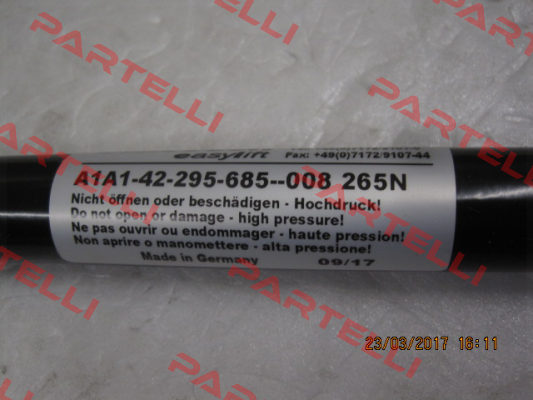 PARTELLI
PARTELLI
PARTELLI
easylift
Fax: +49(0)7172/9107-44
A1A1-42-295-685--008 265N
Nicht öffnen oder beschädigen - Hochdruck!
Do not open or damage - high pressure!
Ne pas ouvrir ou endommager - haute pression!
Non aprire o manomettere - alta pressione!
Made in Germany 09/17
PARTELLI
PARTELLI
PARTELLI
23/03/2017 16:11
PARTELLI